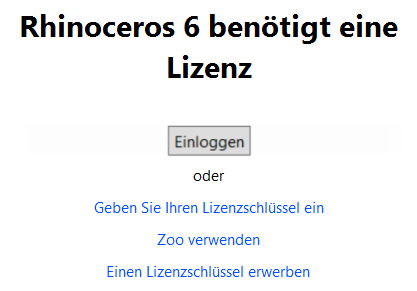 Rhinoceros 6 benötigt eine
Lizenz
Einloggen
oder
Geben Sie Ihren Lizenzschlüssel ein
Zoo verwenden
Einen Lizenzschlüssel erwerben